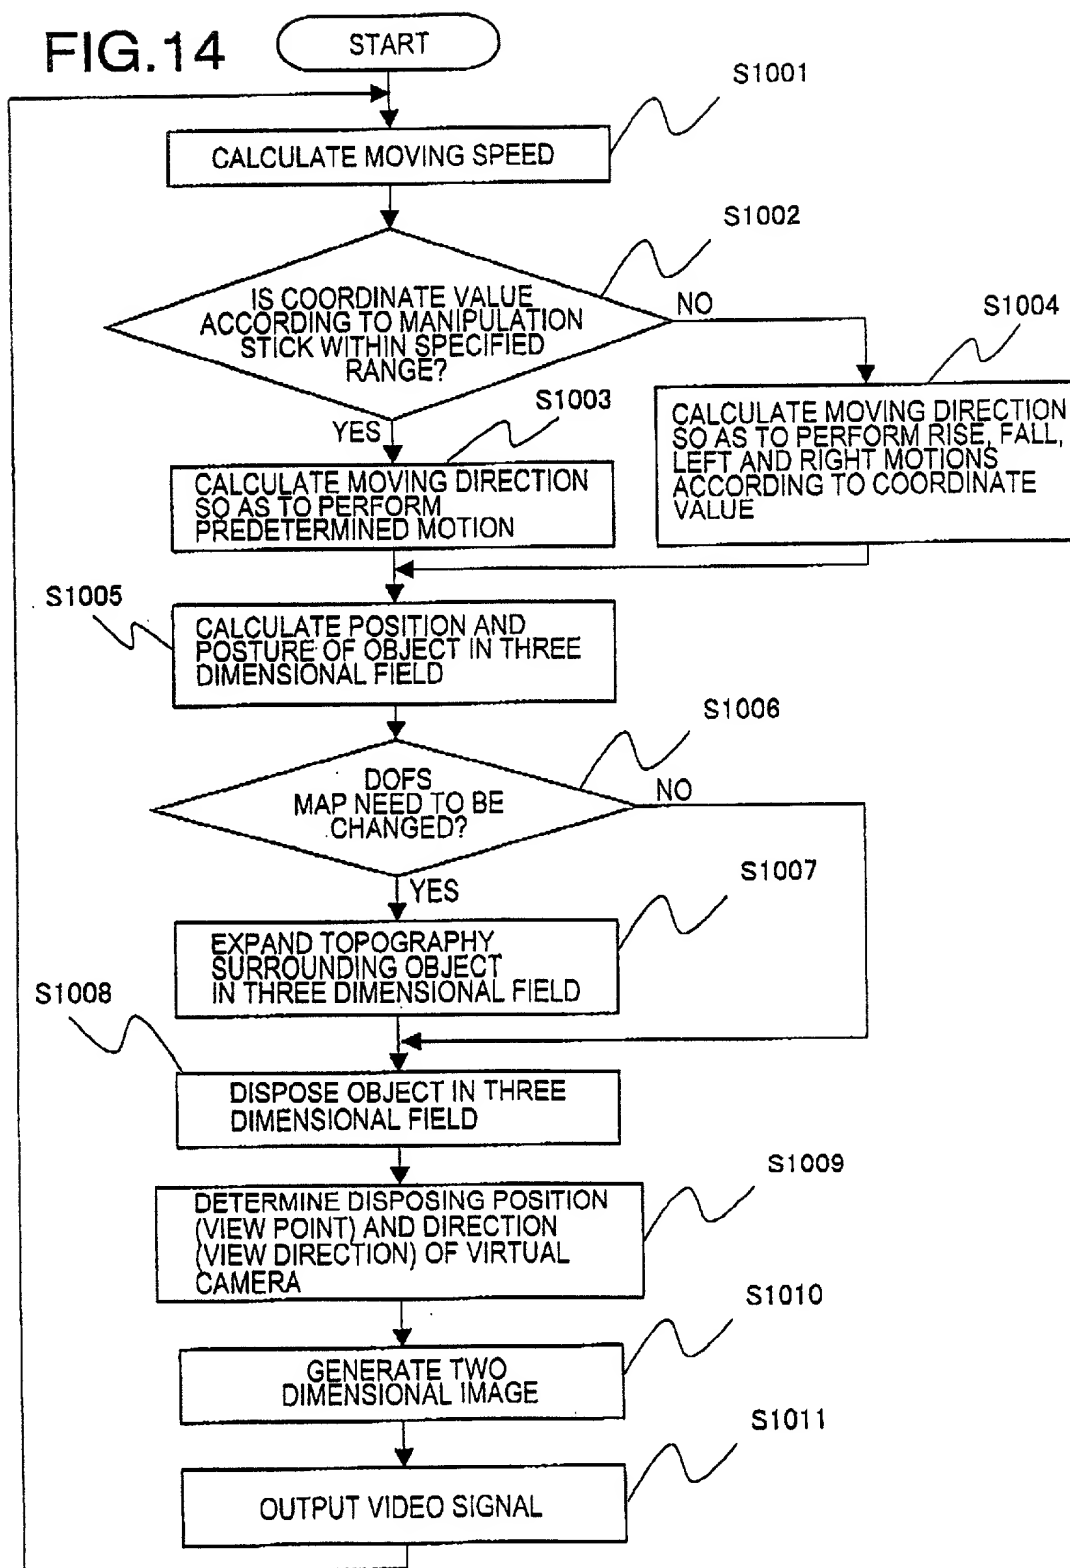 FIG.14
START
S1001
CALCULATE MOVING SPEED
S1002
IS COORDINATE VALUE
ACCORDING TO MANIPULATION
STICK WITHIN SPECIFIED
RANGE?
NO
S1004
CALCULATE MOVING DIRECTION
SO AS TO PERFORM RISE, FALL,
LEFT AND RIGHT MOTIONS
ACCORDING TO COORDINATE
VALUE
YES
S1003
CALCULATE MOVING DIRECTION
SO AS TO PERFORM
PREDETERMINED MOTION
S1005
CALCULATE POSITION AND
POSTURE OF OBJECT IN THREE
DIMENSIONAL FIELD
S1006
DOFS
MAP NEED TO BE
CHANGED?
NO
YES
S1007
EXPAND TOPOGRAPHY
SURROUNDING OBJECT
IN THREE DIMENSIONAL FIELD
S1008
DISPOSE OBJECT IN THREE
DIMENSIONAL FIELD
S1009
DETERMINE DISPOSING POSITION
(VIEW POINT) AND DIRECTION
(VIEW DIRECTION) OF VIRTUAL
CAMERA
S1010
GENERATE TWO
DIMENSIONAL IMAGE
S1011
OUTPUT VIDEO SIGNAL